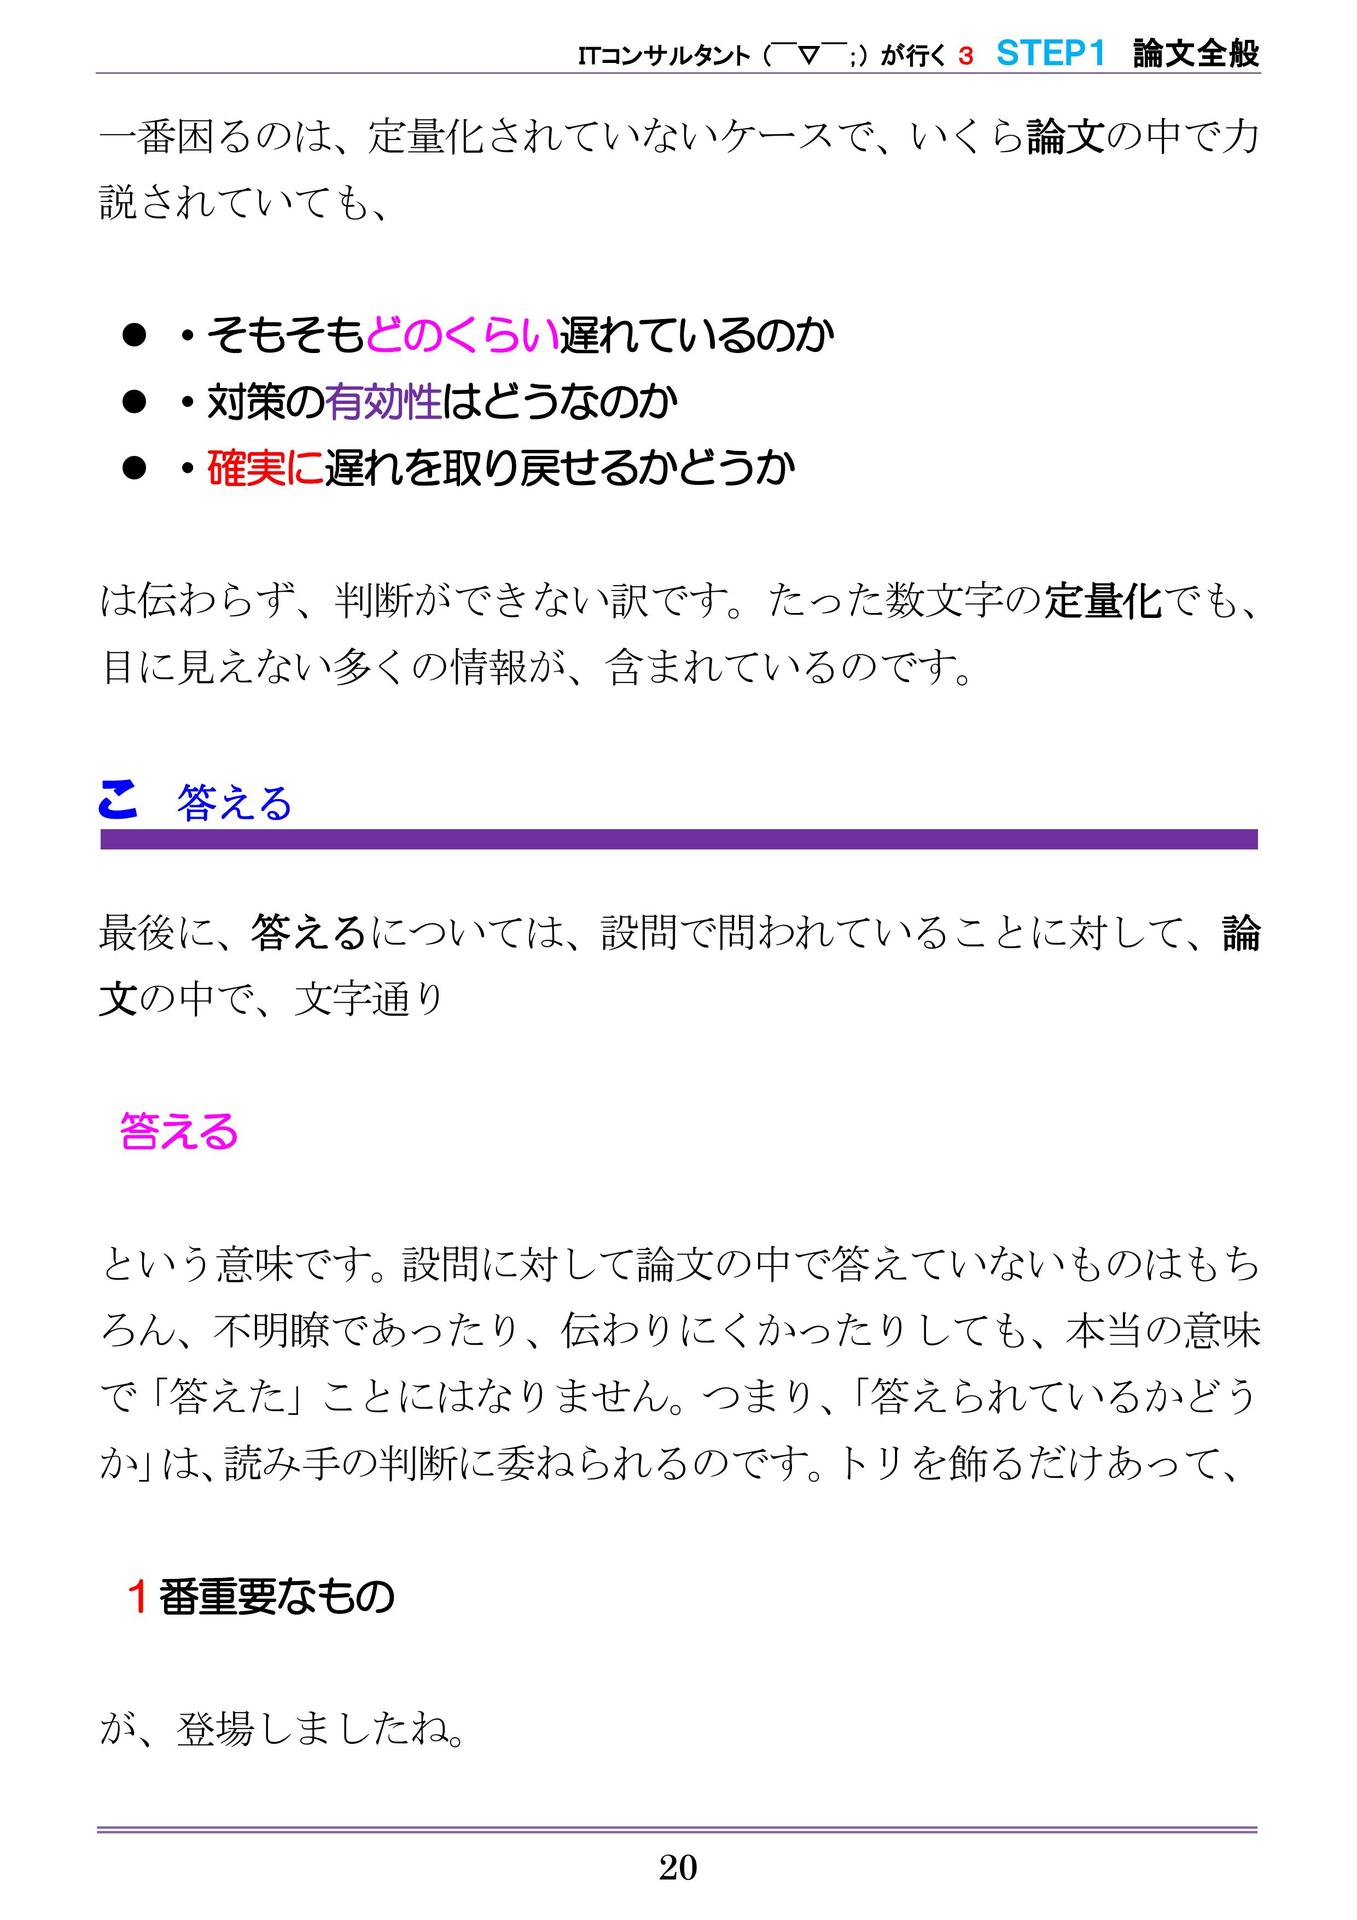 ITコンサルタント（￣▽￣；）が行く 3 STEP1 論文全般
一番困るのは、定量化されていないケースで、いくら論文の中で力
説されていても、
● ・そもそもどのくらい遅れているのか
● ・対策の有効性はどうなのか
● ・確実に遅れを取り戻せるかどうか
は伝わらず、判断ができない訳です。たった数文字の定量化でも、
目に見えない多くの情報が、含まれているのです。
こ 答える
最後に、答えるについては、設問で問われていることに対して、論
文の中で、文字通り
答える
という意味です。設問に対して論文の中で答えていないものはもち
ろん、不明瞭であったり、伝わりにくかったりしても、本当の意味
で「答えた」ことにはなりません。つまり、「答えられているかどう
か」は、読み手の判断に委ねられるのです。トリを飾るだけあって、
1番重要なもの
が、登場しましたね。
20